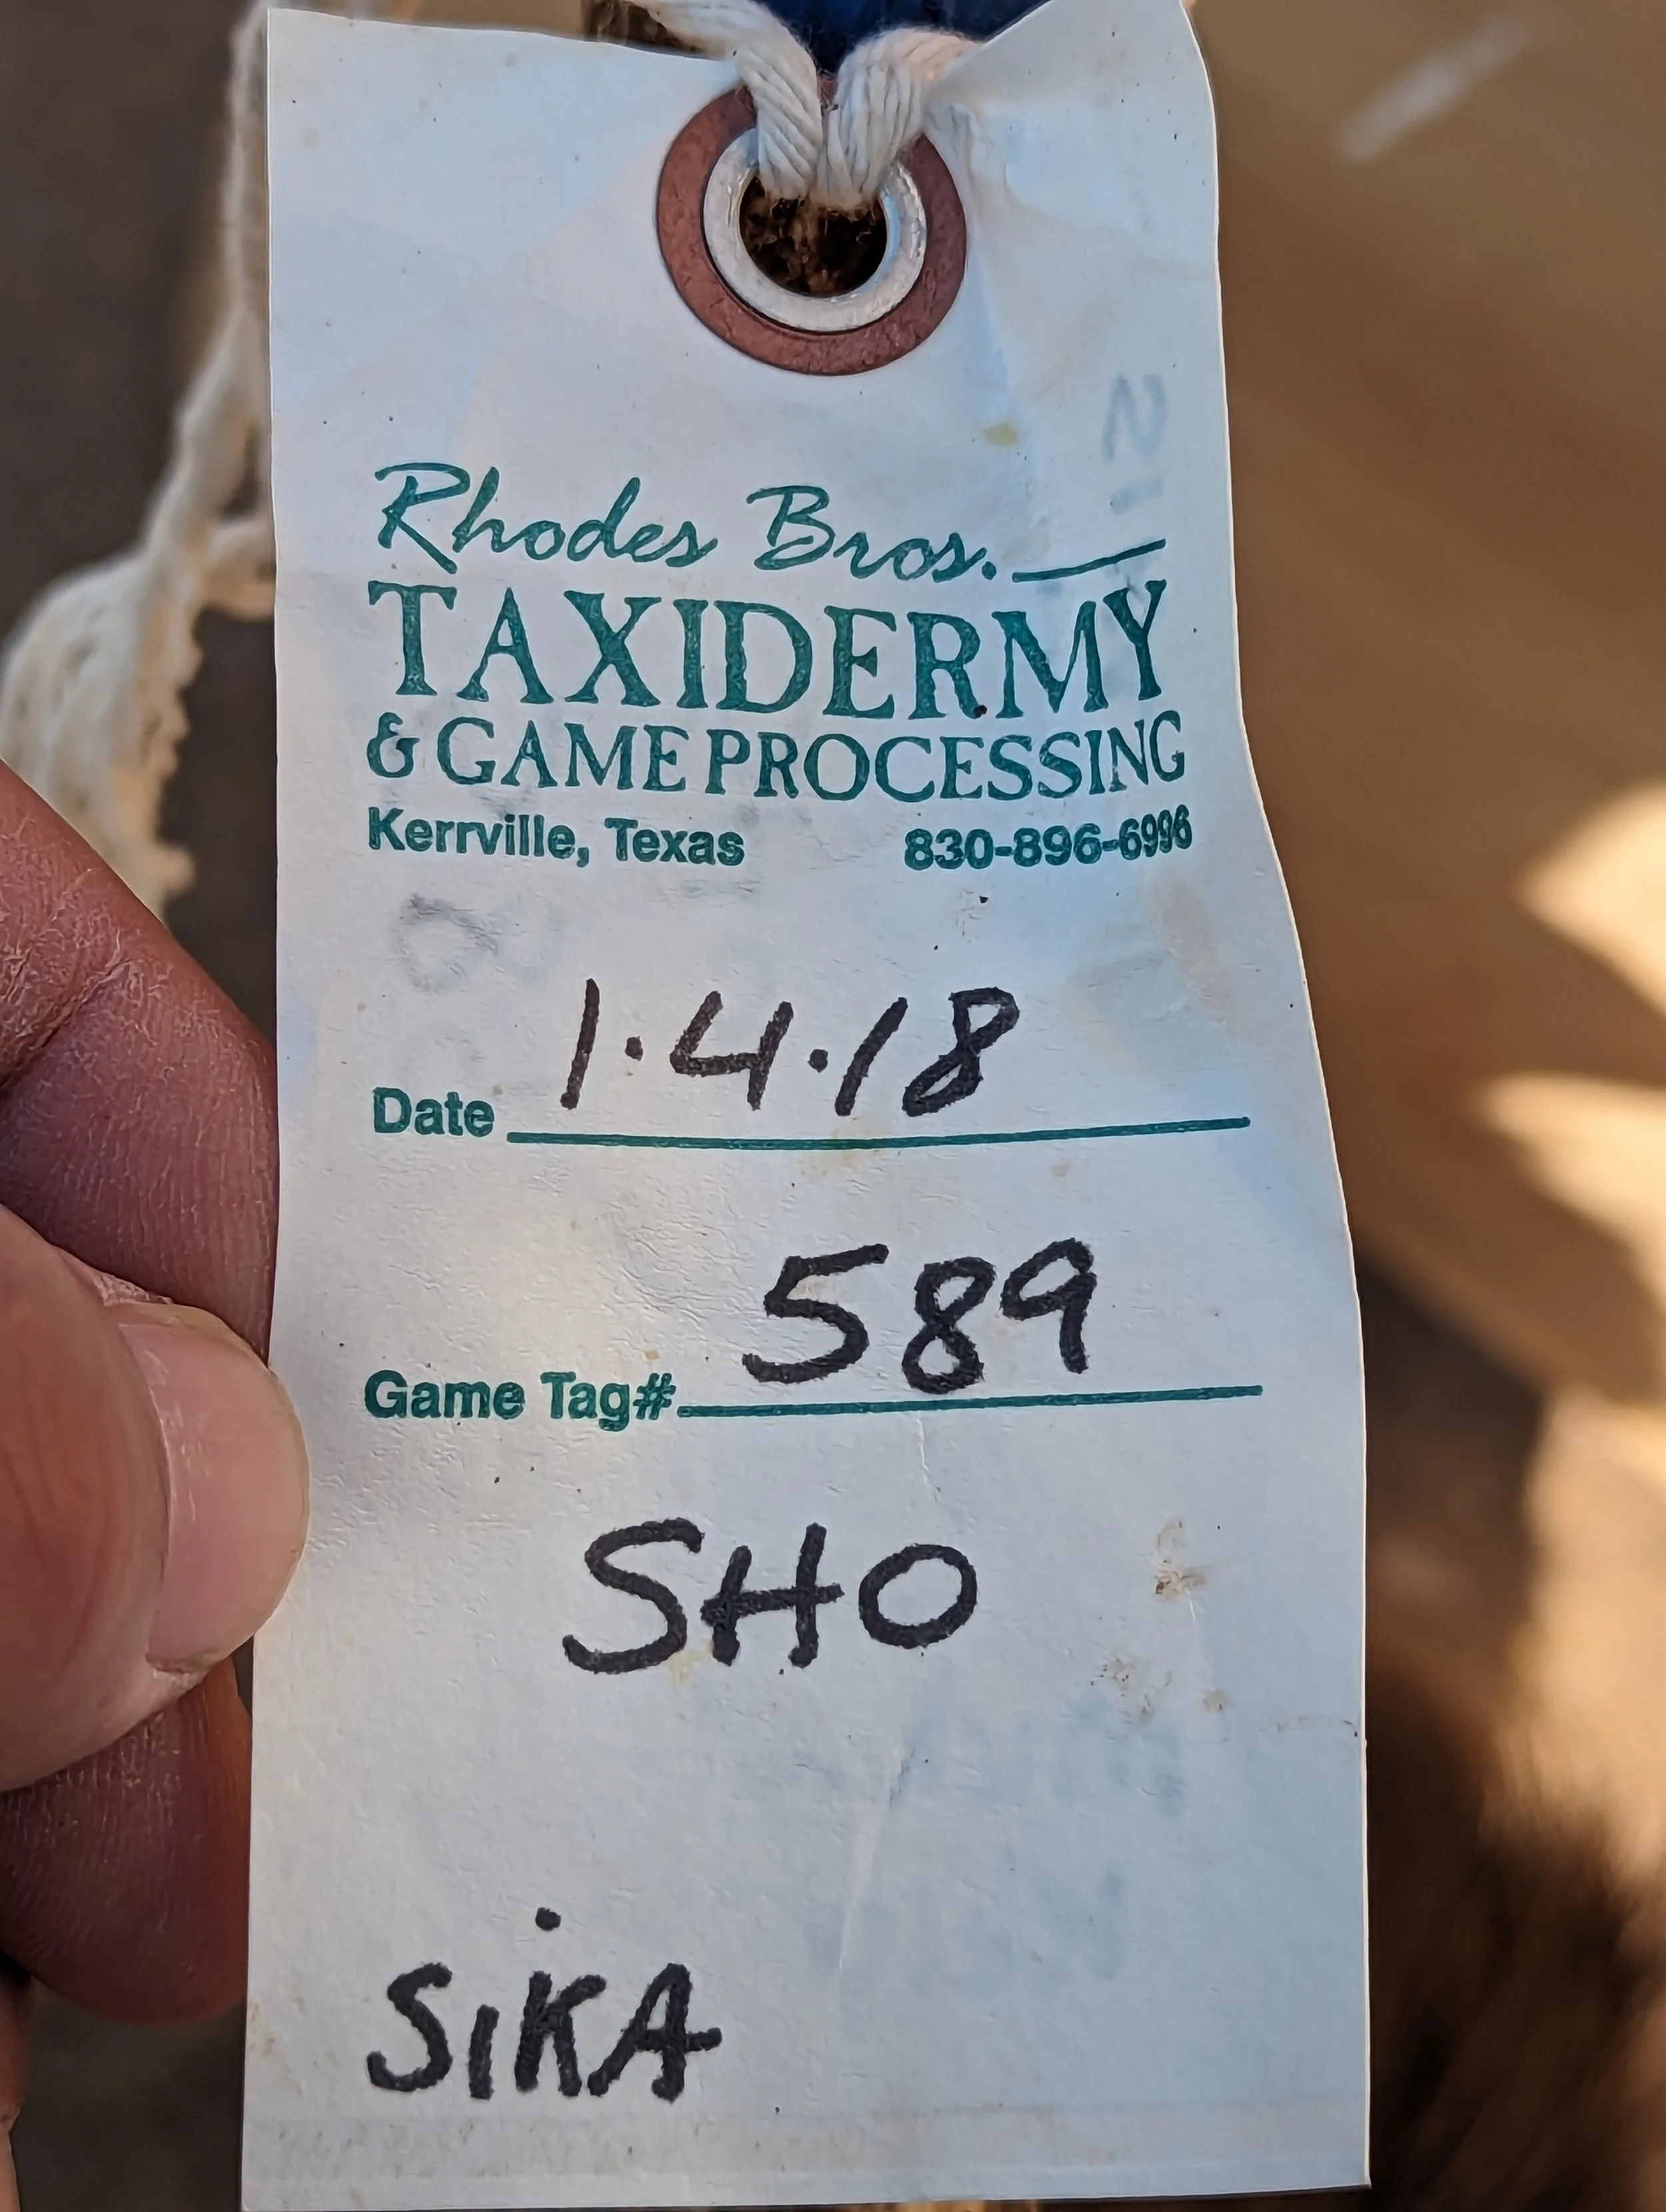 Rhodes Bros.
TAXIDERMY
& GAME PROCESSING
Kerrville, Texas 830-896-6996
Date 1·4·18
Game Tag# 589
SHO
SiKA